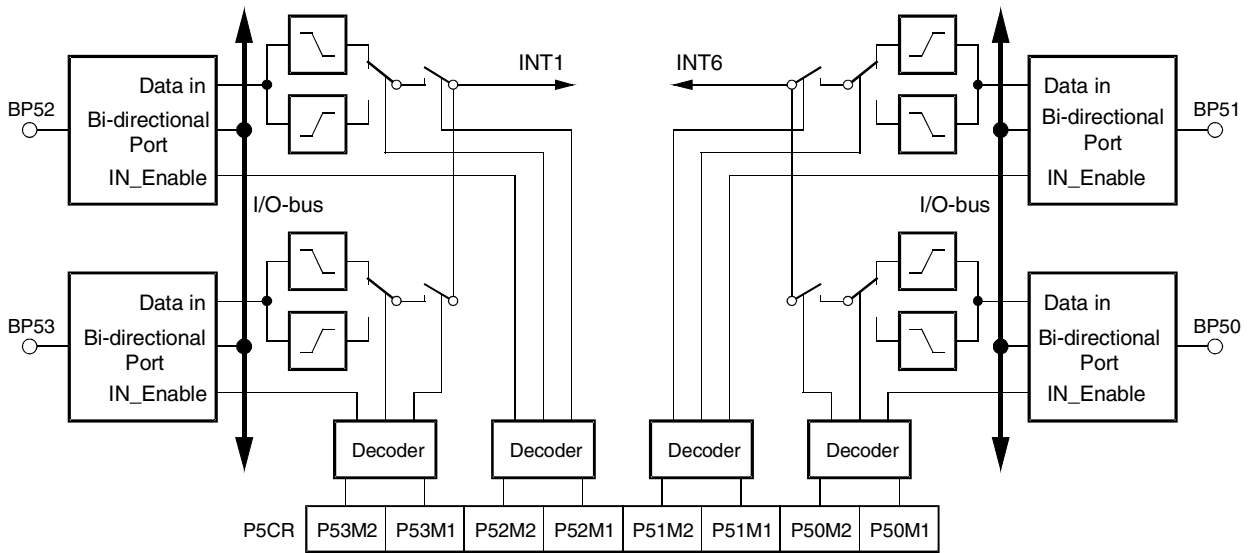 INT1
INT6
BP52
Data in
Bi-directional
Port
IN_Enable
I/O-bus
BP51
Data in
Bi-directional
Port
IN_Enable
I/O-bus
BP53
Data in
Bi-directional
Port
IN_Enable
BP50
Data in
Bi-directional
Port
IN_Enable
Decoder
Decoder
Decoder
Decoder
P5CR P53M2 P53M1 P52M2 P52M1 P51M2 P51M1 P50M2 P50M1